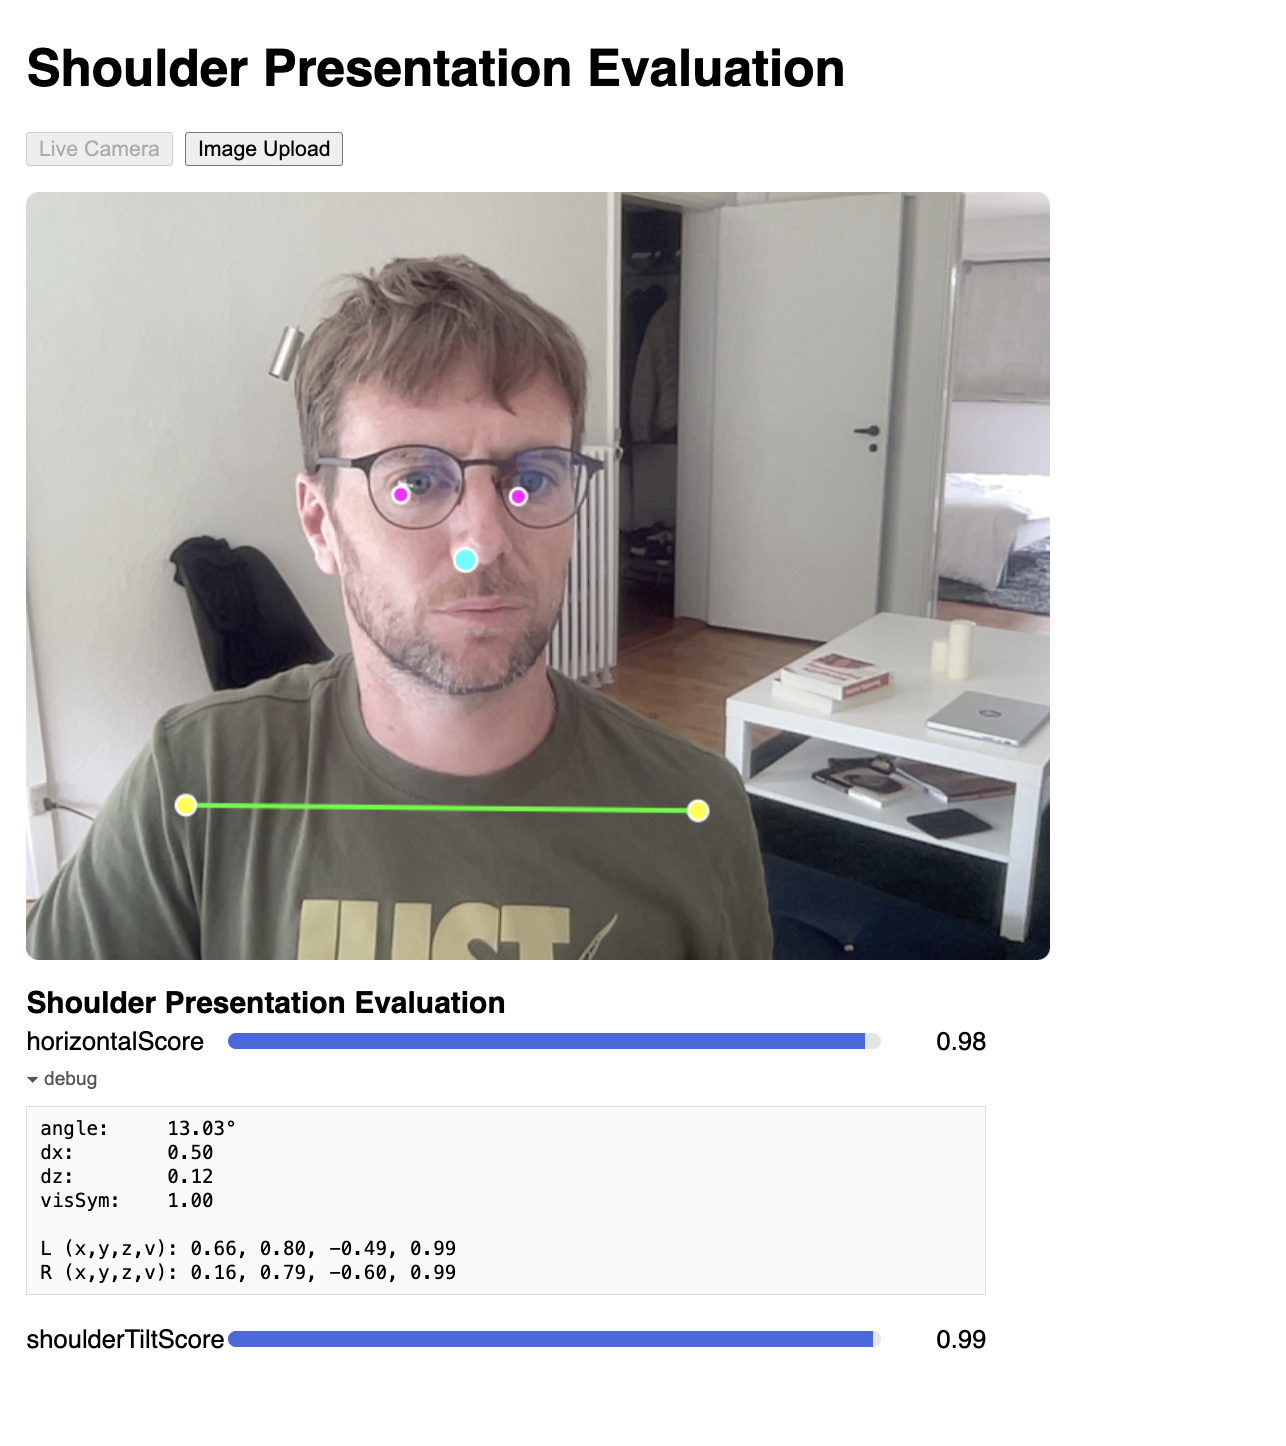 Shoulder Presentation Evaluation
Live Camera
Image Upload
JUST
Shoulder Presentation Evaluation
horizontalScore 0.98
debug
angle: 13.03°
dx: 0.50
dz: 0.12
visSym: 1.00
L (x,y,z,v): 0.66, 0.80, -0.49, 0.99
R (x,y,z,v): 0.16, 0.79, -0.60, 0.99
shoulderTiltScore 0.99